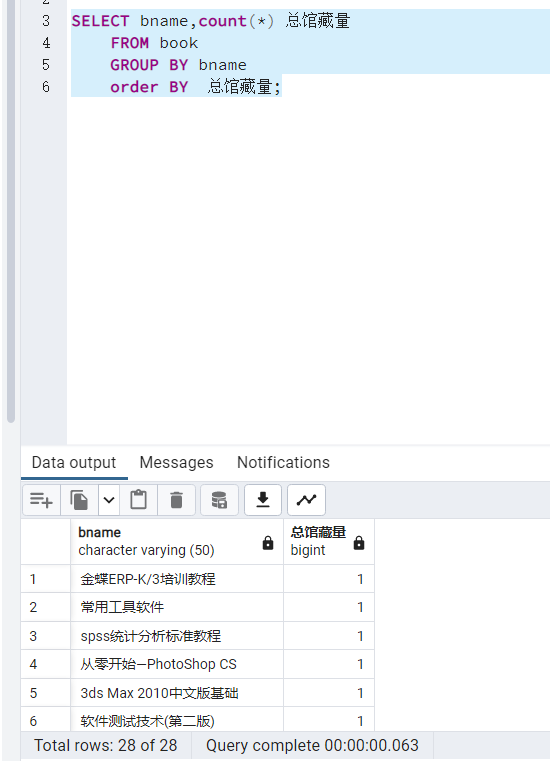 3 SELECT bname,count(*) 总馆藏量
4 FROM book
5 GROUP BY bname
6 order BY 总馆藏量;
Data output Messages Notifications
bname 总馆藏量
character varying (50) bigint
1 金蝶ERP-K/3培训教程 1
2 常用工具软件 1
3 spss统计分析标准教程 1
4 从零开始—PhotoShop CS 1
5 3ds Max 2010中文版基础 1
6 软件测试技术(第二版) 1
Total rows: 28 of 28 Query complete 00:00:00.063